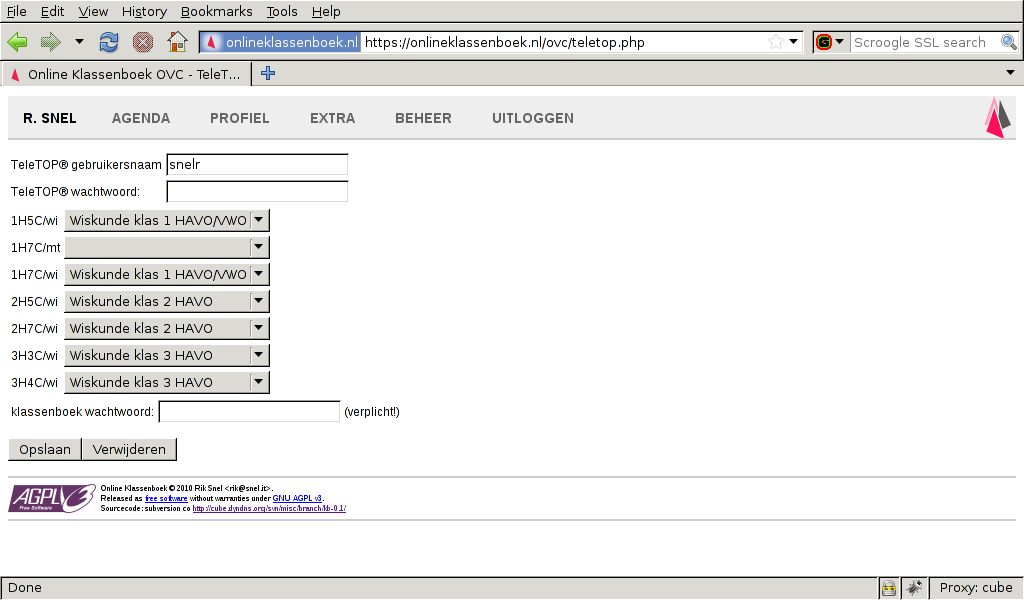 File Edit View History Bookmarks Tools Help
onlineklassenboek.nl https://onlineklassenboek.nl/ovc/teletop.php G Scroogle SSL search
Online Klassenboek OVC - TeleT...
R. SNEL AGENDA PROFIEL EXTRA BEHEER UITLOGGEN
TeleTOP® gebruikersnaam snelr
TeleTOP® wachtwoord:
1H5C/wi Wiskunde klas 1 HAVO/VWO
1H7C/mt
1H7C/wi Wiskunde klas 1 HAVO/VWO
2H5C/wi Wiskunde klas 2 HAVO
2H7C/wi Wiskunde klas 2 HAVO
3H3C/wi Wiskunde klas 3 HAVO
3H4C/wi Wiskunde klas 3 HAVO
klassenboek wachtwoord: (verplicht!)
Opslaan Verwijderen
AGPLv3
Free Software
Online Klassenboek © 2010 Rik Snel <rik@snel.it>.
Released as free software without warranties under GNU AGPL v3.
Sourcecode: subversion co http://cube.dyndns.org/svn/misc/branch/kb-0.1/
Done Proxy: cube